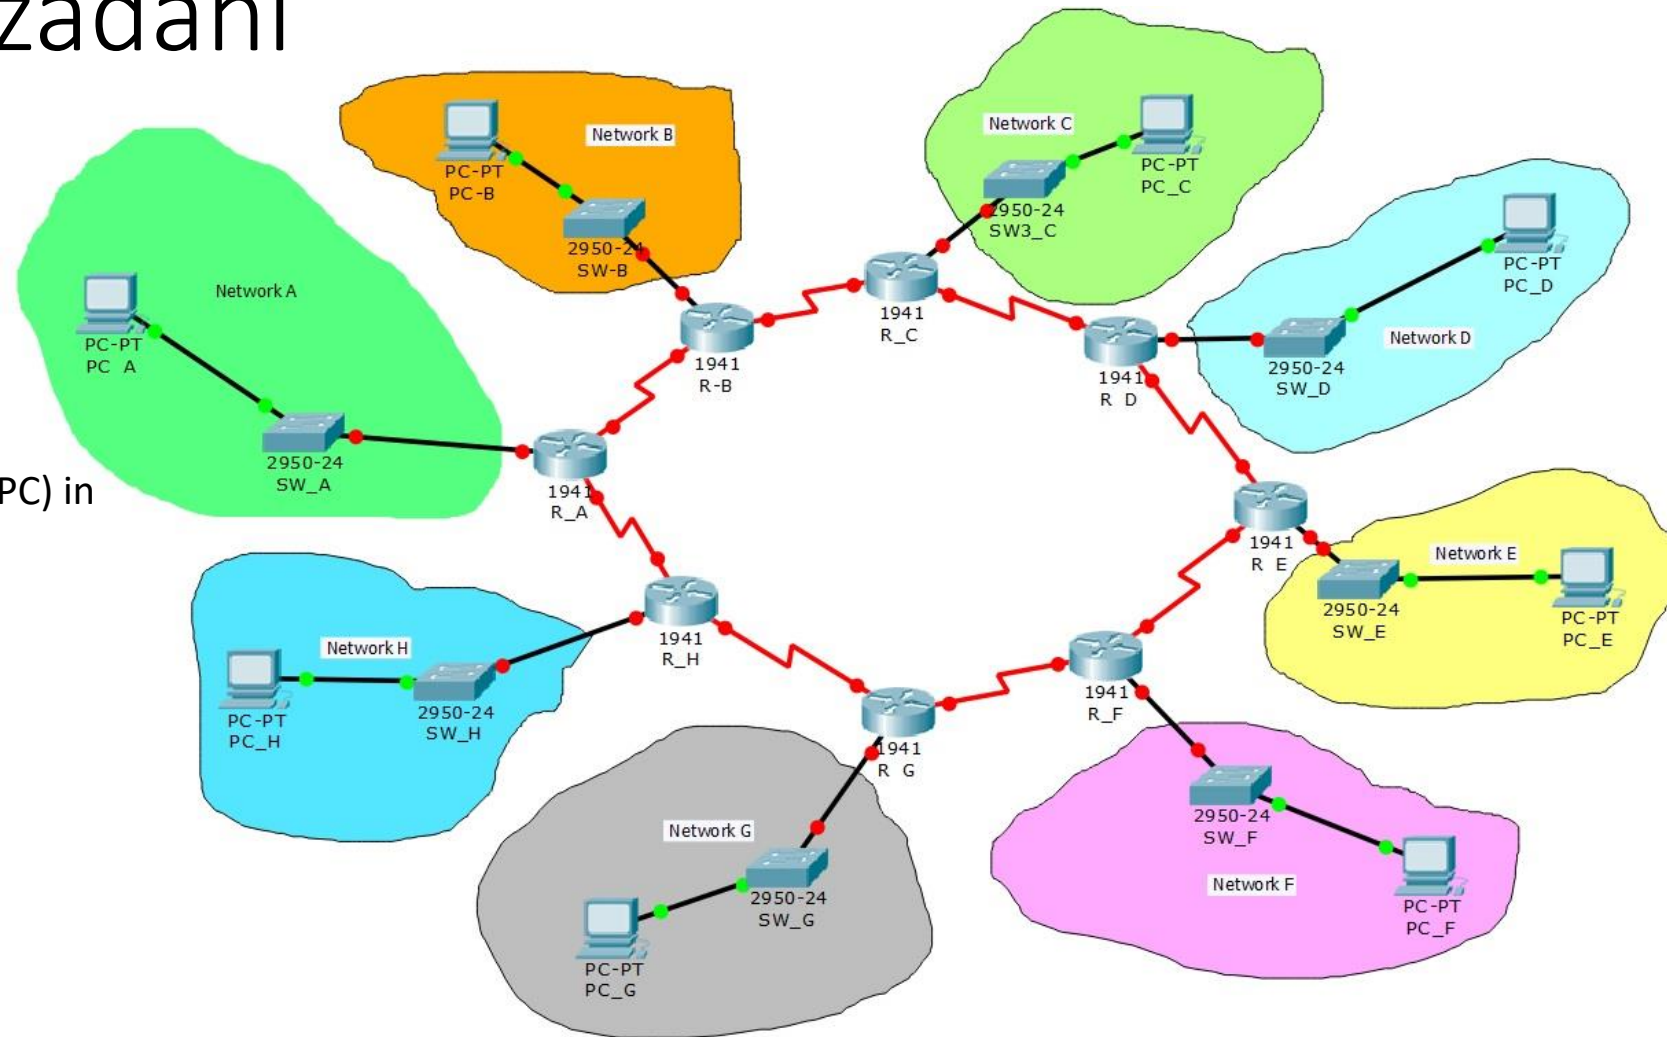 zadání
PC) in
Network A
PC-PT
PC A
2950-24
SW_A
1941
R_A
Network B
PC-PT
PC-B
2950-24
SW-B
1941
R-B
Network C
PC-PT
PC_C
2950-24
SW3_C
1941
R_C
Network D
PC-PT
PC_D
2950-24
SW_D
1941
R D
Network E
PC-PT
PC_E
2950-24
SW_E
1941
R E
Network F
PC-PT
PC_F
2950-24
SW_F
1941
R_F
Network G
PC-PT
PC_G
2950-24
SW_G
1941
R G
Network H
PC-PT
PC_H
2950-24
SW_H
1941
R_H